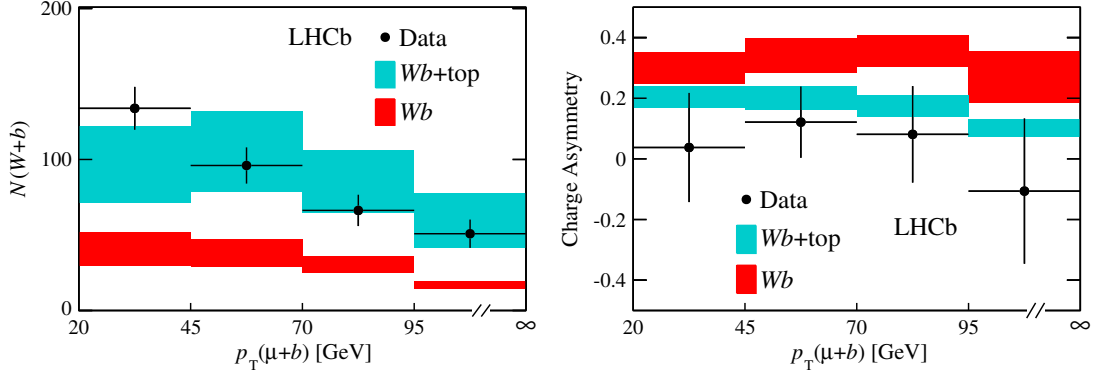 200
100
0
N(W+b)
LHCb
Data
Wb+top
Wb
20 45 70 95 ∞
p_T(μ+b) [GeV]
0.4
0.2
0
-0.2
-0.4
Charge Asymmetry
Data
Wb+top
Wb
LHCb
20 45 70 95 ∞
p_T(μ+b) [GeV]